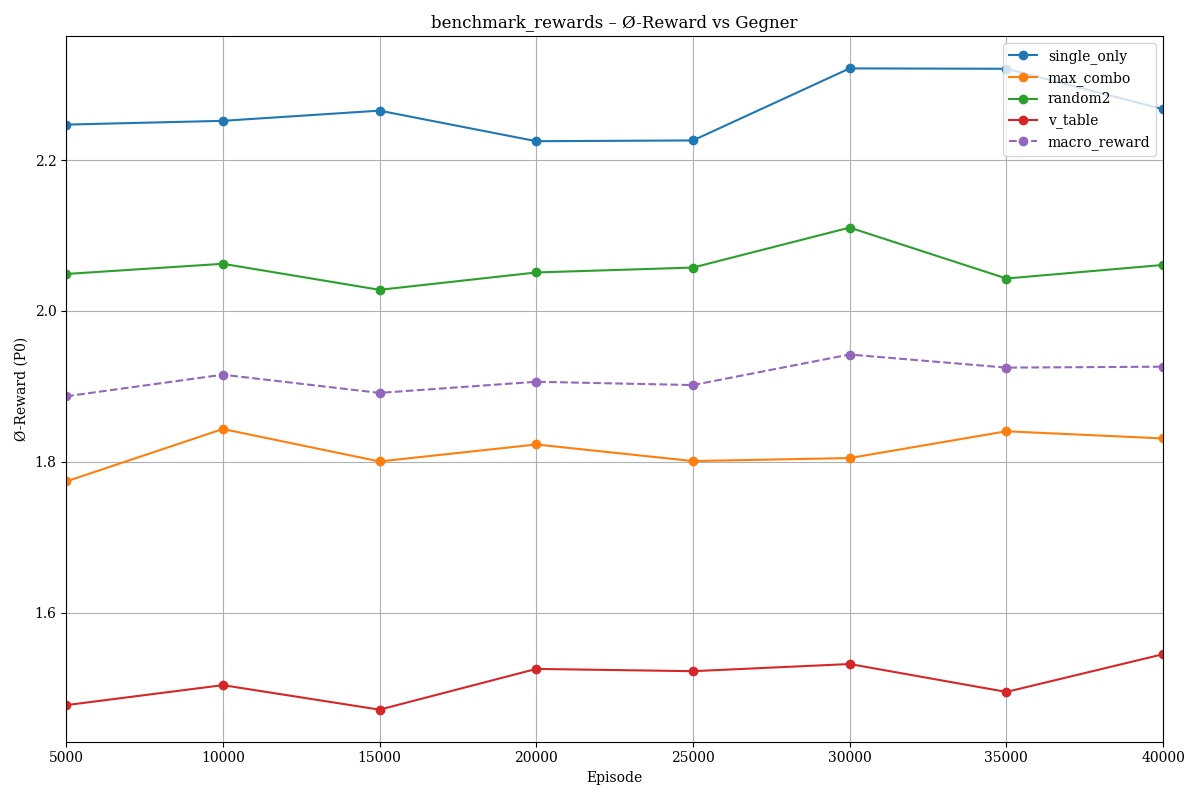 benchmark_rewards – Ø-Reward vs Gegner
single_only
max_combo
random2
v_table
macro_reward
Ø-Reward (P0)
2.2
2.0
1.8
1.6
5000 10000 15000 20000 25000 30000 35000 40000
Episode